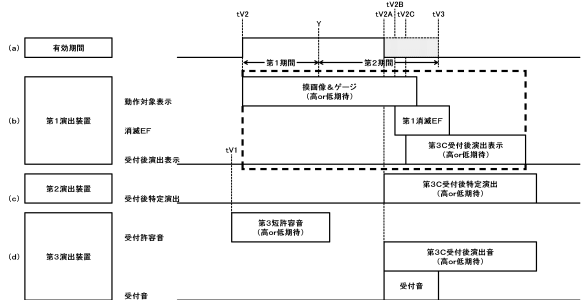 tV2
tV2B
tV2A
tV2C
tV3
Y
(a)
有効期間
第1期間
第2期間
(b)
第1演出装置
動作対象表示
操画像&ゲージ
(高or低期待)
消滅EF
第1消滅EF
受付後演出表示
第3C受付後演出表示
(高or低期待)
tV1
(c)
第2演出装置
受付後特定演出
第3C受付後特定演出
(高or低期待)
(d)
第3演出装置
受付許容音
第3短許容音
(高or低期待)
第3C受付後演出音
(高or低期待)
受付音
受付音